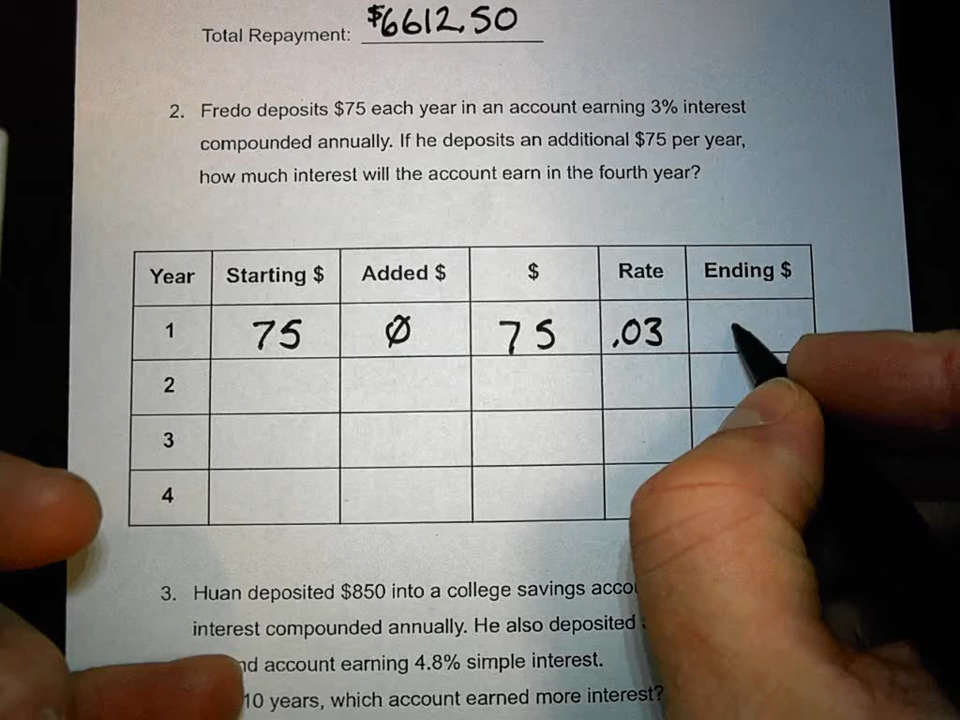 Total Repayment: $6612.50
2. Fredo deposits $75 each year in an account earning 3% interest
compounded annually. If he deposits an additional $75 per year,
how much interest will the account earn in the fourth year?
Year Starting $ Added $ $ Rate Ending $
1 75 Ø 75 .03
2
3
4
3. Huan deposited $850 into a college savings
interest compounded annually. He also deposited
account earning 4.8% simple interest.
10 years, which account earned more interest?